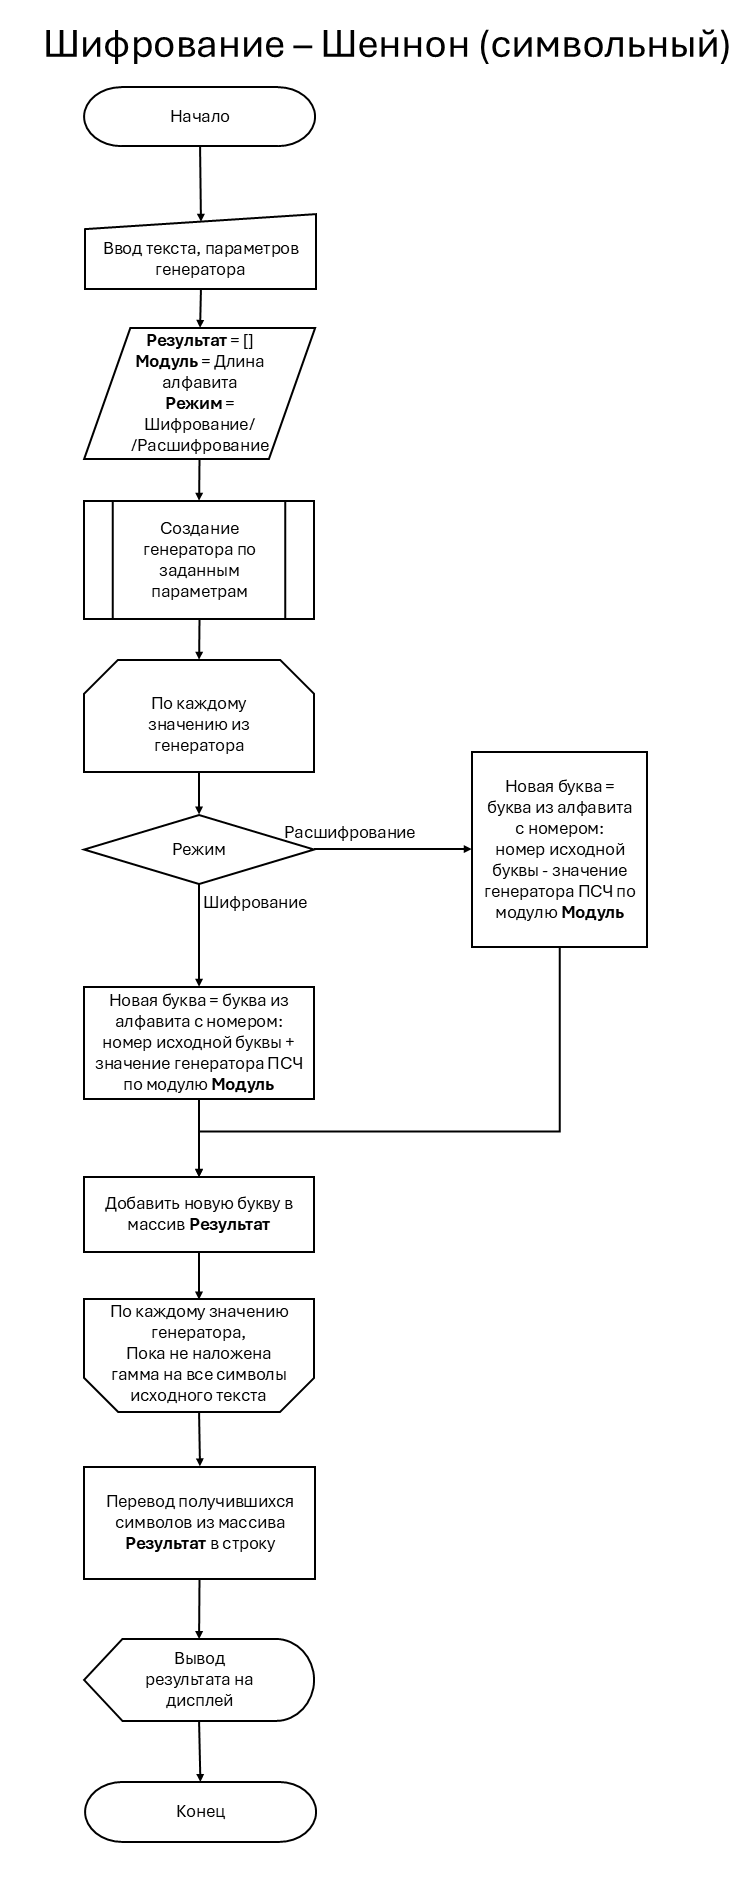 Шифрование – Шеннон (символьный)
Начало
Ввод текста, параметров
генератора
Результат = []
Модуль = Длина
алфавита
Режим =
Шифрование/
/Расшифрование
Создание
генератора по
заданным
параметрам
По каждому
значению из
генератора
Режим
Расшифрование
Новая буква =
буква из алфавита
с номером:
номер исходной
буквы - значение
генератора ПСЧ по
модулю Модуль
Шифрование
Новая буква = буква из
алфавита с номером:
номер исходной буквы +
значение генератора ПСЧ
по модулю Модуль
Добавить новую букву в
массив Результат
По каждому значению
генератора,
Пока не наложена
гамма на все символы
исходного текста
Перевод получившихся
символов из массива
Результат в строку
Вывод
результата на
дисплей
Конец